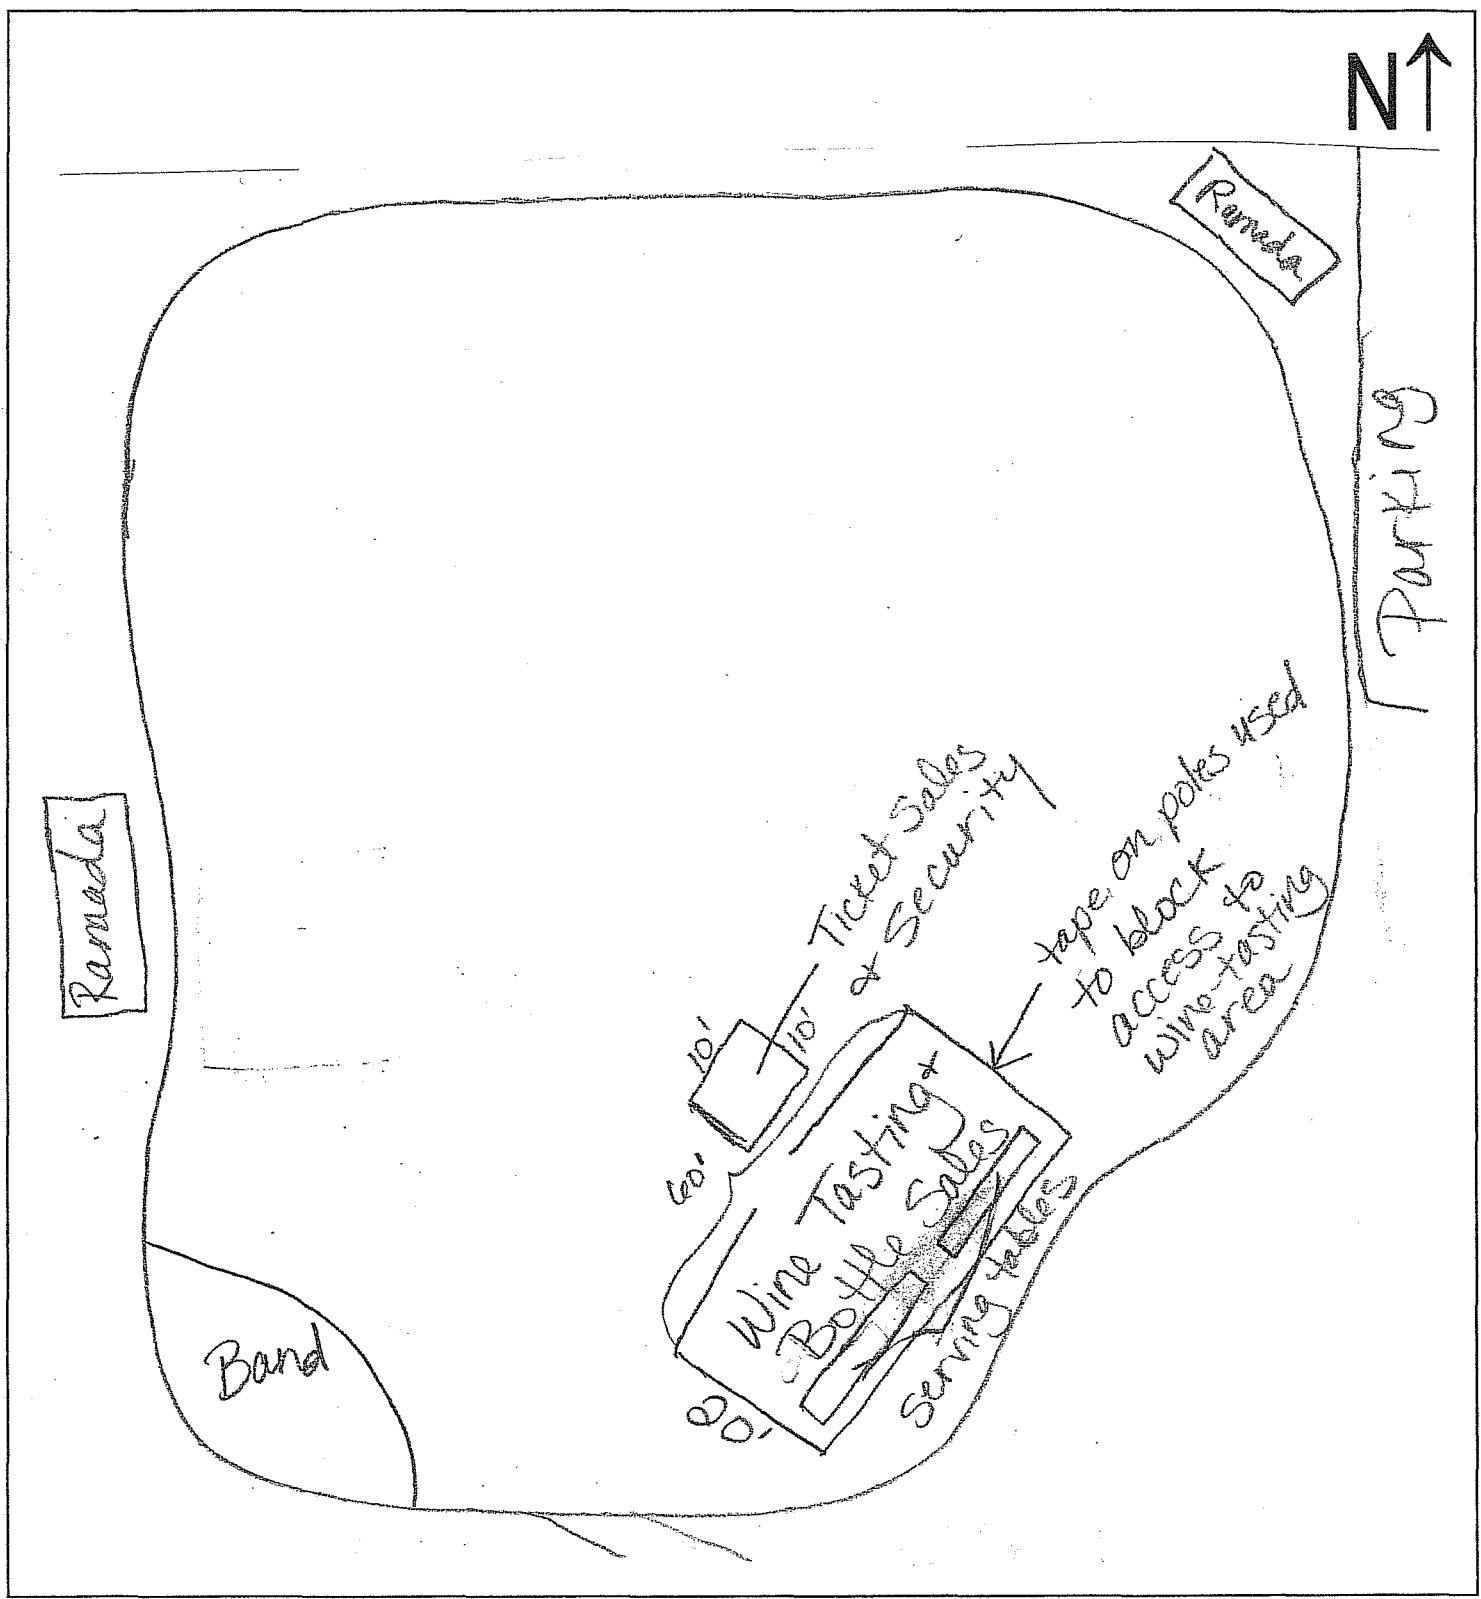 N
Ramada
Parking
Ramada
Ticket Sales
+ Security
tape on poles used
to block
access to
wine-tasting
area
10'
10'
60'
Wine Tasting +
Bottle Sales
serving tables
20'
Band